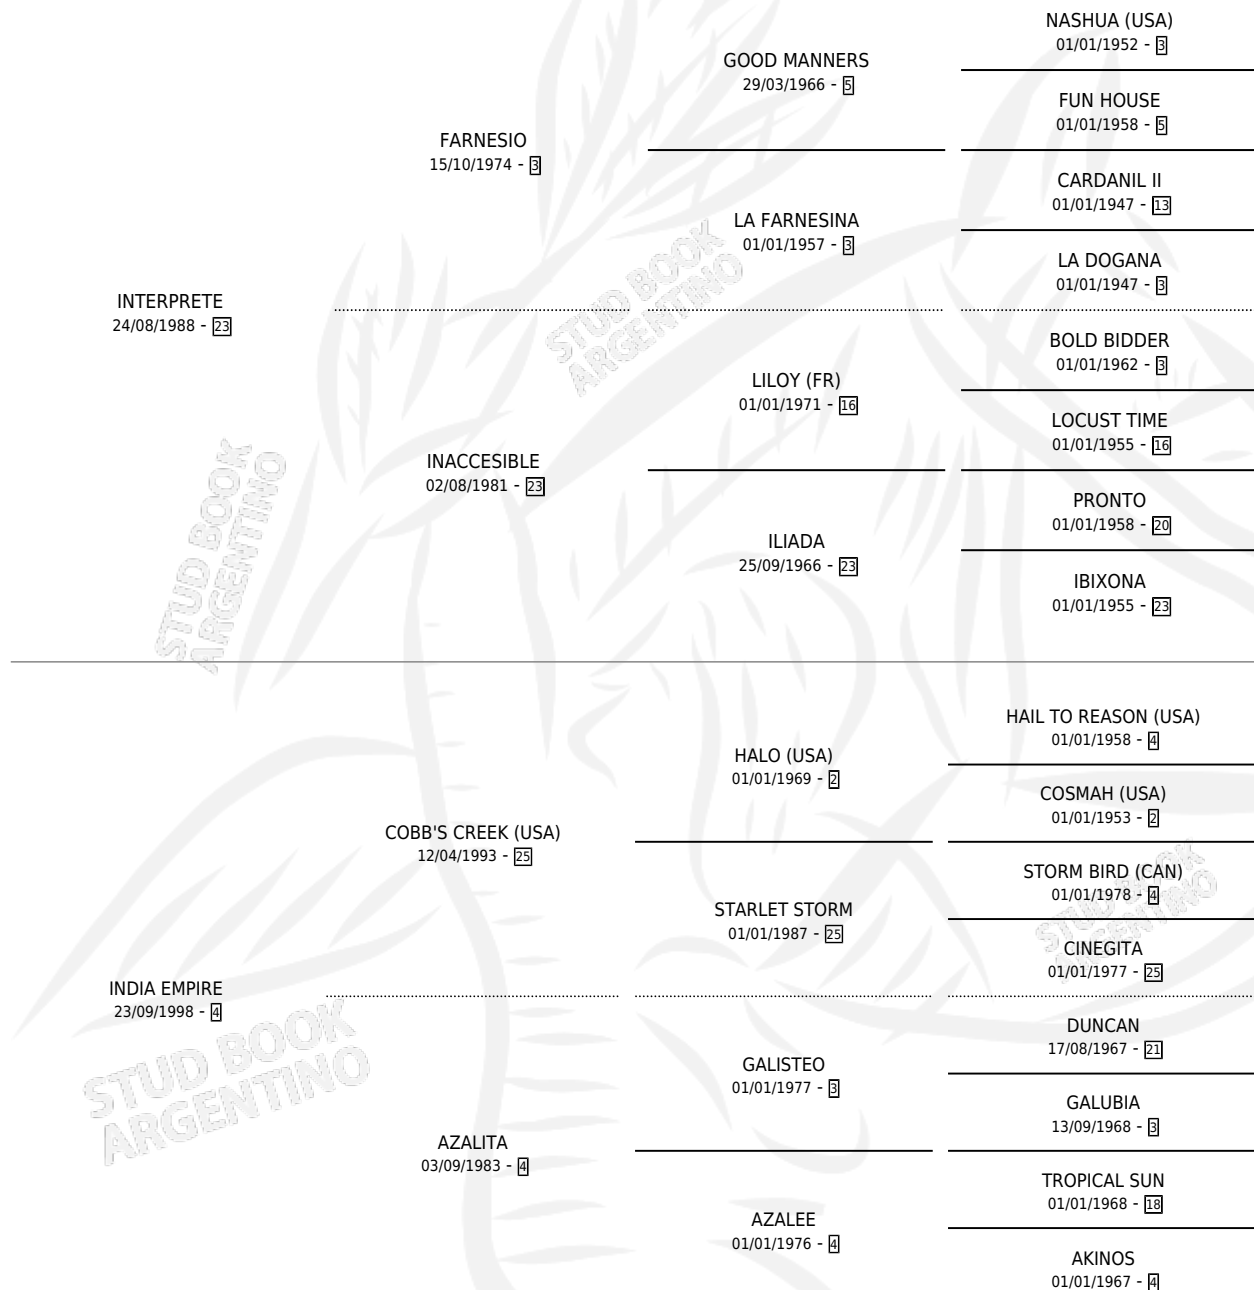 NASHUA (USA)
01/01/1952 - 3
GOOD MANNERS
29/03/1966 - 5
FUN HOUSE
01/01/1958 - 5
FARNESIO
15/10/1974 - 3
CARDANIL II
01/01/1947 - 13
LA FARNESINA
01/01/1957 - 3
LA DOGANA
01/01/1947 - 3
INTERPRETE
24/08/1988 - 23
BOLD BIDDER
01/01/1962 - 3
LILOY (FR)
01/01/1971 - 16
LOCUST TIME
01/01/1955 - 16
INACCESIBLE
02/08/1981 - 23
PRONTO
01/01/1958 - 20
ILIADA
25/09/1966 - 23
IBIXONA
01/01/1955 - 23
HAIL TO REASON (USA)
01/01/1958 - 4
HALO (USA)
01/01/1969 - 2
COSMAH (USA)
01/01/1953 - 2
COBB'S CREEK (USA)
12/04/1993 - 25
STORM BIRD (CAN)
01/01/1978 - 4
STARLET STORM
01/01/1987 - 25
CINEGITA
01/01/1977 - 25
INDIA EMPIRE
23/09/1998 - 4
DUNCAN
17/08/1967 - 21
GALISTEO
01/01/1977 - 3
GALUBIA
13/09/1968 - 3
AZALITA
03/09/1983 - 4
TROPICAL SUN
01/01/1968 - 18
AZALEE
01/01/1976 - 4
AKINOS
01/01/1967 - 4
STUD BOOK
ARGENTINO
STUD BOOK
ARGENTINO
STUD BOOK
ARGENTINO
STUD BOOK
ARGENTINO